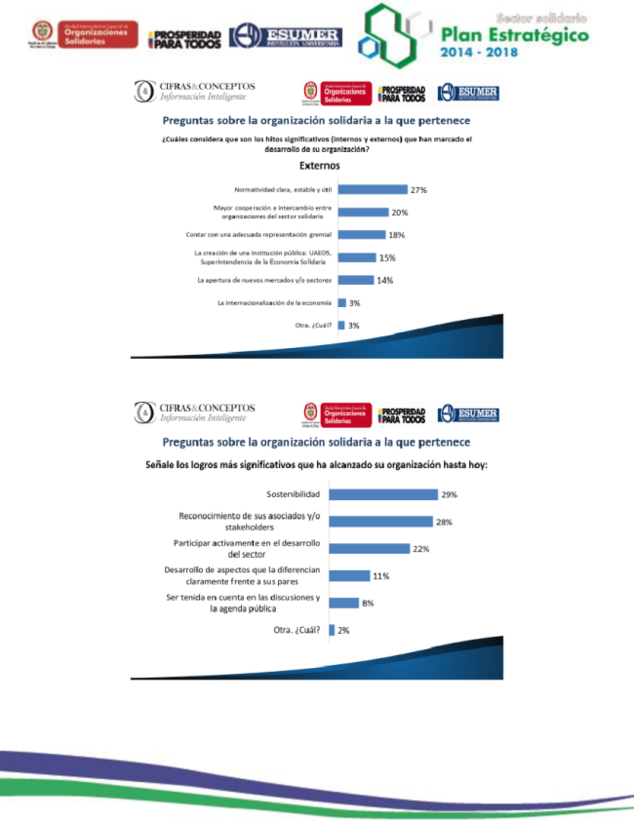 Unidad Administrativa Especial de
Organizaciones
Solidarias
PROSPERIDAD
PARA TODOS
ESUMER
INSTITUCIÓN UNIVERSITARIA
Sector solidario
Plan Estratégico
2014 - 2018
CIFRAS&CONCEPTOS
Información Inteligente
Organizaciones
Solidarias
PROSPERIDAD
PARA TODOS
ESUMER
Preguntas sobre la organización solidaria a la que pertenece
¿Cuáles considera que son los hitos significativos (internos y externos) que han marcado el
desarrollo de su organización?
Externos
Normatividad clara, estable y útil 27%
Mayor cooperación e intercambio entre
organizaciones del sector solidario 20%
Contar con una adecuada representación gremial 18%
La creación de una institución pública: UAEOS,
Superintendencia de la Economía Solidaria 15%
La apertura de nuevos mercados y/o sectores 14%
La internacionalización de la economía 3%
Otra. ¿Cuál? 3%
CIFRAS&CONCEPTOS
Información Inteligente
Organizaciones
Solidarias
PROSPERIDAD
PARA TODOS
ESUMER
Preguntas sobre la organización solidaria a la que pertenece
Señale los logros más significativos que ha alcanzado su organización hasta hoy:
Sostenibilidad 29%
Reconocimiento de sus asociados y/o
stakeholders 28%
Participar activamente en el desarrollo
del sector 22%
Desarrollo de aspectos que la diferencian
claramente frente a sus pares 11%
Ser tenida en cuenta en las discusiones y
la agenda pública 8%
Otra. ¿Cuál? 2%